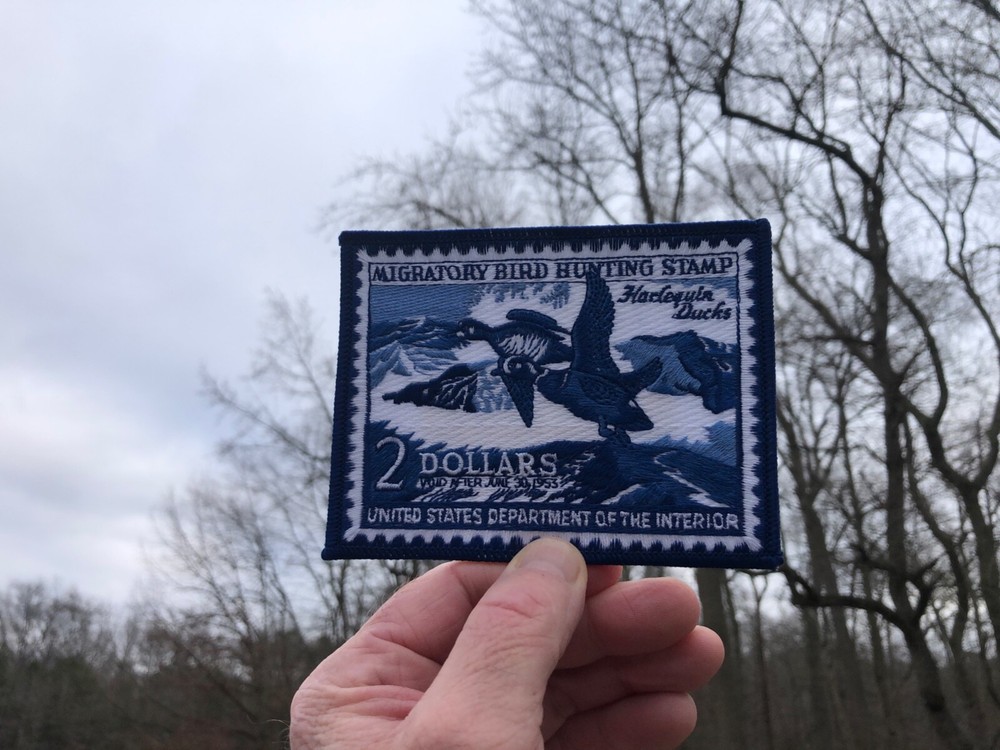 MIGRATORY BIRD HUNTING STAMP
Harlequin
Ducks
2 DOLLARS
VOID AFTER JUNE 30, 1953
UNITED STATES DEPARTMENT OF THE INTERIOR